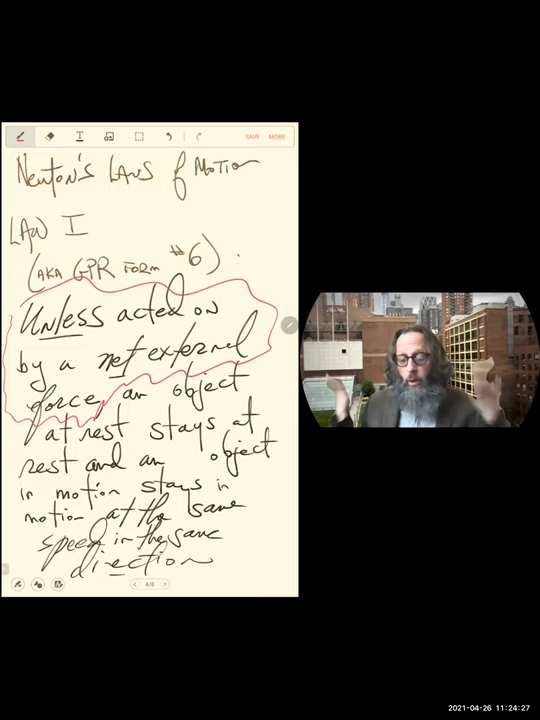 SAVE MORE
Newton's Laws of Motion
LAW I
(AKA GPR FORM #6).
Unless acted on
by a net external
force, an object
at rest stays at
rest and an object
in motion stays in
motion at the same
speed in the same
direction
4/8
2021-04-26 11:24:27